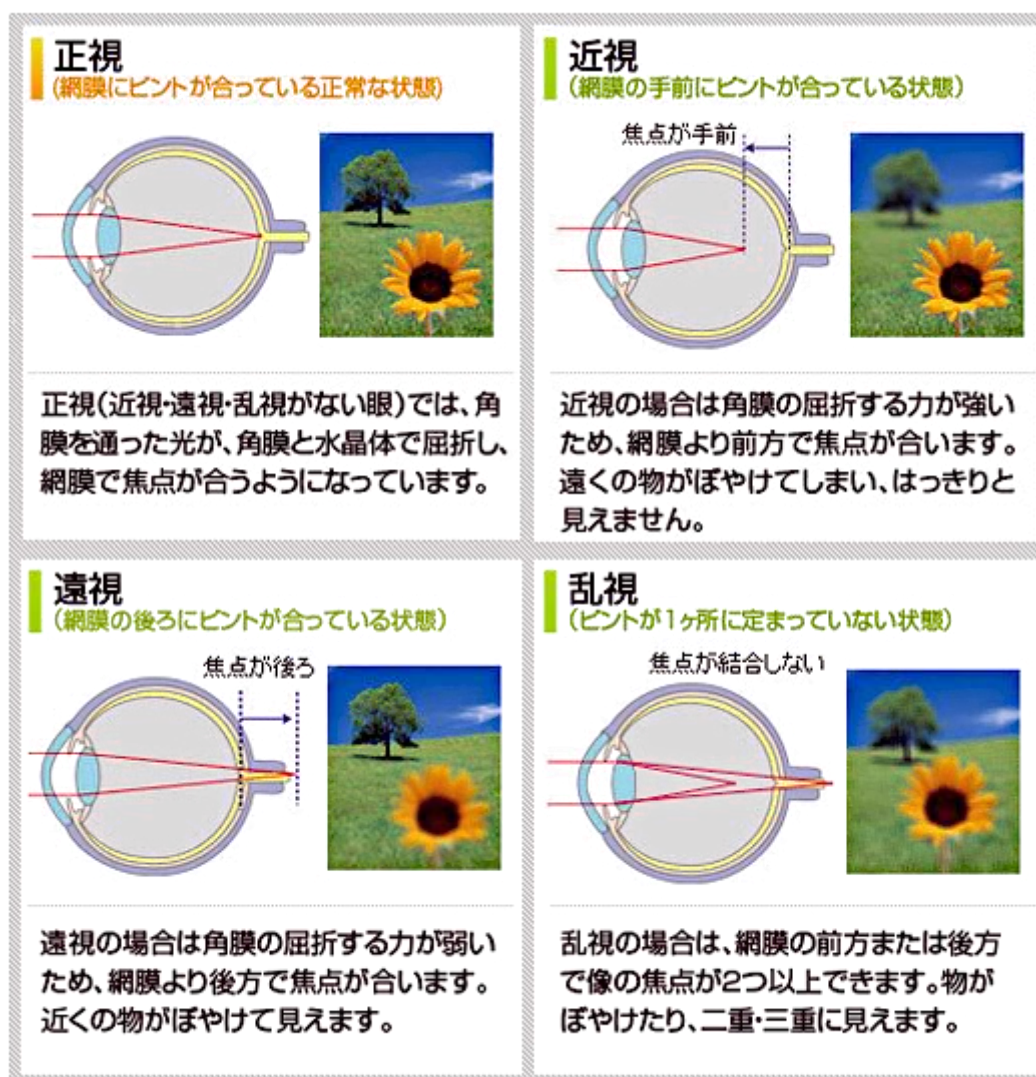 正視
(網膜にピントが合っている正常な状態)
正視(近視・遠視・乱視がない眼)では、角
膜を通った光が、角膜と水晶体で屈折し、
網膜で焦点が合うようになっています。
近視
(網膜の手前にピントが合っている状態)
焦点が手前
近視の場合は角膜の屈折する力が強い
ため、網膜より前方で焦点が合います。
遠くの物がぼやけてしまい、はっきりと
見えません。
遠視
(網膜の後ろにピントが合っている状態)
焦点が後ろ
遠視の場合は角膜の屈折する力が弱い
ため、網膜より後方で焦点が合います。
近くの物がぼやけて見えます。
乱視
(ピントが1ヶ所に定まっていない状態)
焦点が結合しない
乱視の場合は、網膜の前方または後方
で像の焦点が2つ以上できます。物が
ぼやけたり、二重・三重に見えます。